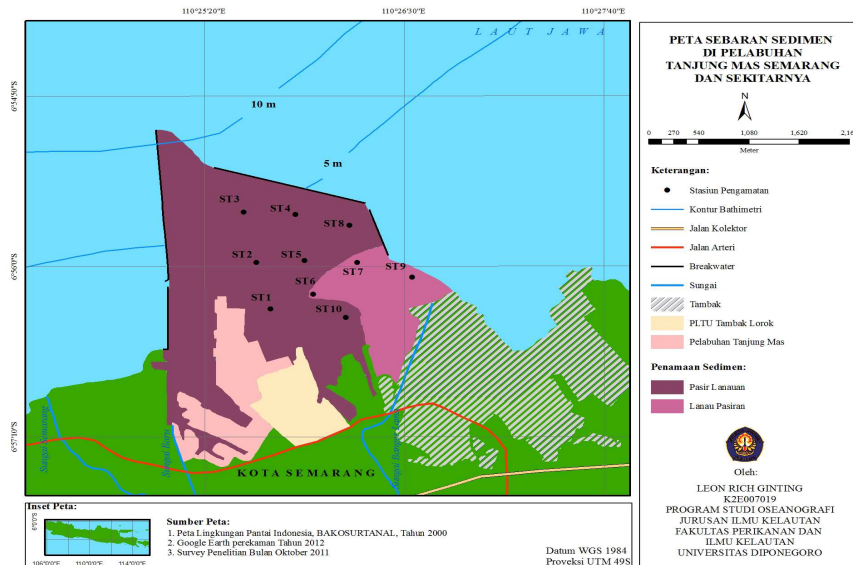 110°25'20"E
110°26'30"E
110°27'40"E
6°54'50"S
6°56'0"S
6°57'10"S
LAUT JAWA
10 m
5 m
ST3
ST4
ST8
ST2
ST5
ST7
ST9
ST6
ST1
ST10
Sungai Semarang
KOTA SEMARANG
PETA SEBARAN SEDIMEN
DI PELABUHAN
TANJUNG MAS SEMARANG
DAN SEKITARNYA
N
0 270 540 1,080 1,620 2,16
Meter
Keterangan:
Stasiun Pengamatan
Kontur Bathimetri
Jalan Kolektor
Jalan Arteri
Breakwater
Sungai
Tambak
PLTU Tambak Lorok
Pelabuhan Tanjung Mas
Penamaan Sedimen:
Pasir Lanauan
Lanau Pasiran
Oleh:
LEON RICH GINTING
K2E007019
PROGRAM STUDI OSEANOGRAFI
JURUSAN ILMU KELAUTAN
FAKULTAS PERIKANAN DAN
ILMU KELAUTAN
UNIVERSITAS DIPONEGORO
Inset Peta:
Sumber Peta:
1. Peta Lingkungan Pantai Indonesia, BAKOSURTANAL, Tahun 2000
2. Google Earth perekaman Tahun 2012
3. Survey Penelitian Bulan Oktober 2011
Datum WGS 1984
Proyeksi UTM 49S